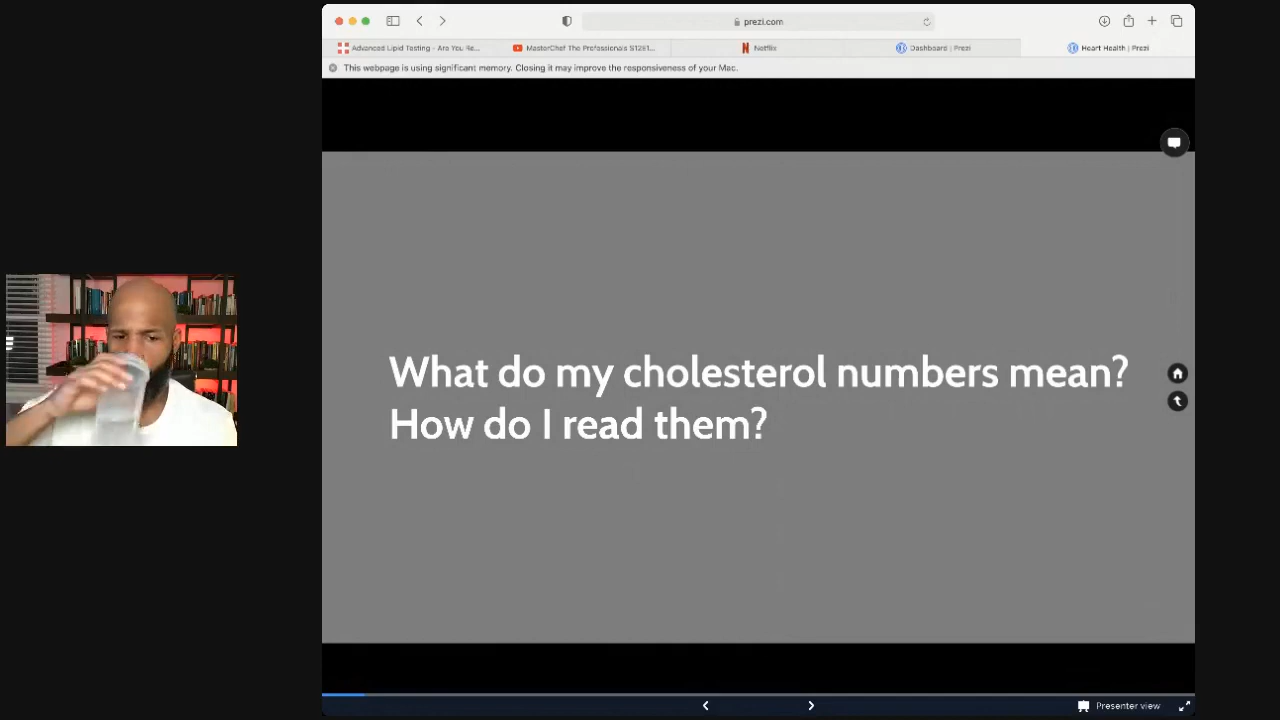 prezi.com
Advanced Lipid Testing - Are You Re...
MasterChef The Professionals S12E1...
Netflix
Dashboard | Prezi
Heart Health | Prezi
This webpage is using significant memory. Closing it may improve the responsiveness of your Mac.
What do my cholesterol numbers mean?
How do I read them?
Presenter view